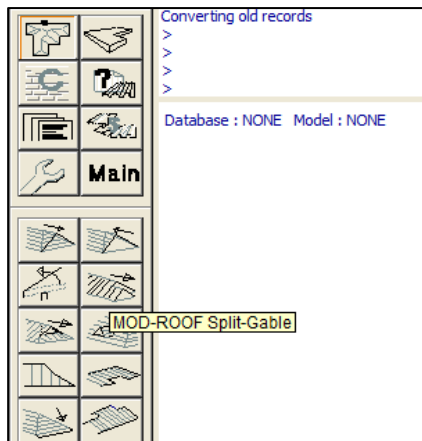 Converting old records
>
>
>
>
Database : NONE Model : NONE
Main
MOD-ROOF Split-Gable